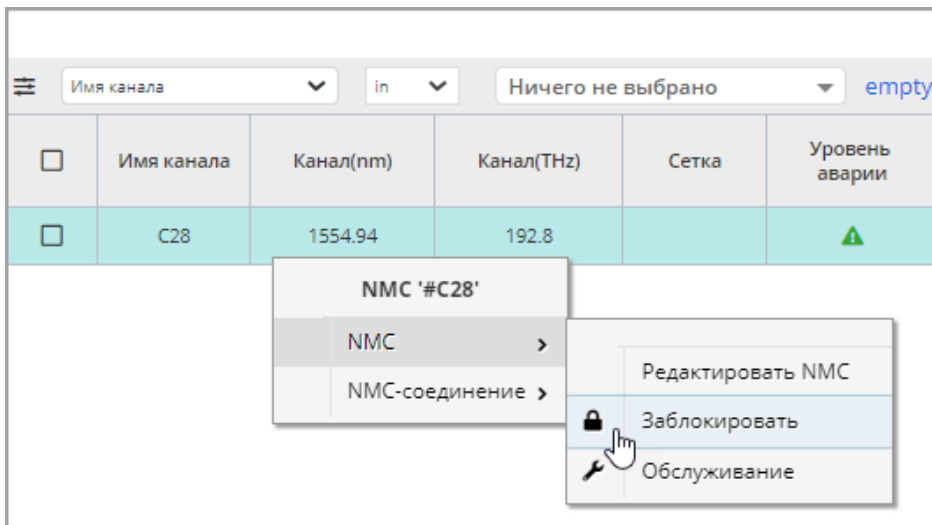 Имя канала in Ничего не выбрано empty
Имя канала Канал(nm) Канал(THz) Сетка Уровень аварии
C28 1554.94 192.8
NMC '#C28'
NMC
NMC-соединение
Редактировать NMC
Заблокировать
Обслуживание